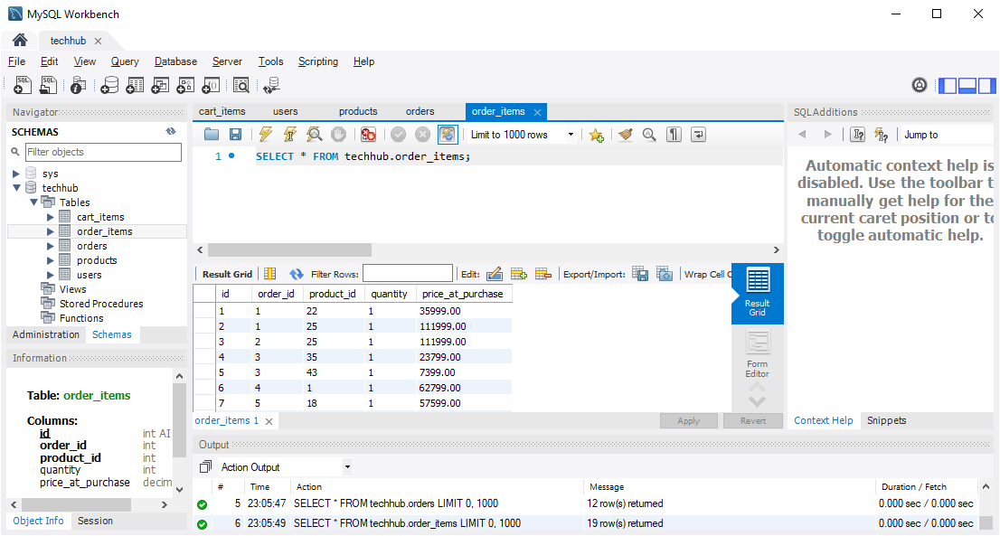 MySQL Workbench
techhub
File Edit View Query Database Server Tools Scripting Help
Navigator
SCHEMAS
Filter objects
sys
techhub
Tables
cart_items
order_items
orders
products
users
Views
Stored Procedures
Functions
Administration Schemas
Information
Table: order_items
Columns:
id int AI
order_id int
product_id int
quantity int
price_at_purchase decim
Object Info Session
cart_items users products orders order_items
Limit to 1000 rows
1 SELECT * FROM techhub.order_items;
Result Grid Filter Rows: Edit: Export/Import: Wrap Cell C
id order_id product_id quantity price_at_purchase
1 1 22 1 35999.00
2 1 25 1 111999.00
3 2 25 1 111999.00
4 3 35 1 23799.00
5 3 43 1 7399.00
6 4 1 1 62799.00
7 5 18 1 57599.00
Result
Grid
Form
Editor
order_items 1 Apply Revert
SQLAdditions
Jump to
Automatic context help is
disabled. Use the toolbar t
manually get help for the
current caret position or to
toggle automatic help.
Context Help Snippets
Output
Action Output
# Time Action Message Duration / Fetch
5 23:05:47 SELECT * FROM techhub.orders LIMIT 0, 1000 12 row(s) returned 0.000 sec / 0.000 sec
6 23:05:49 SELECT * FROM techhub.order_items LIMIT 0, 1000 19 row(s) returned 0.000 sec / 0.000 sec